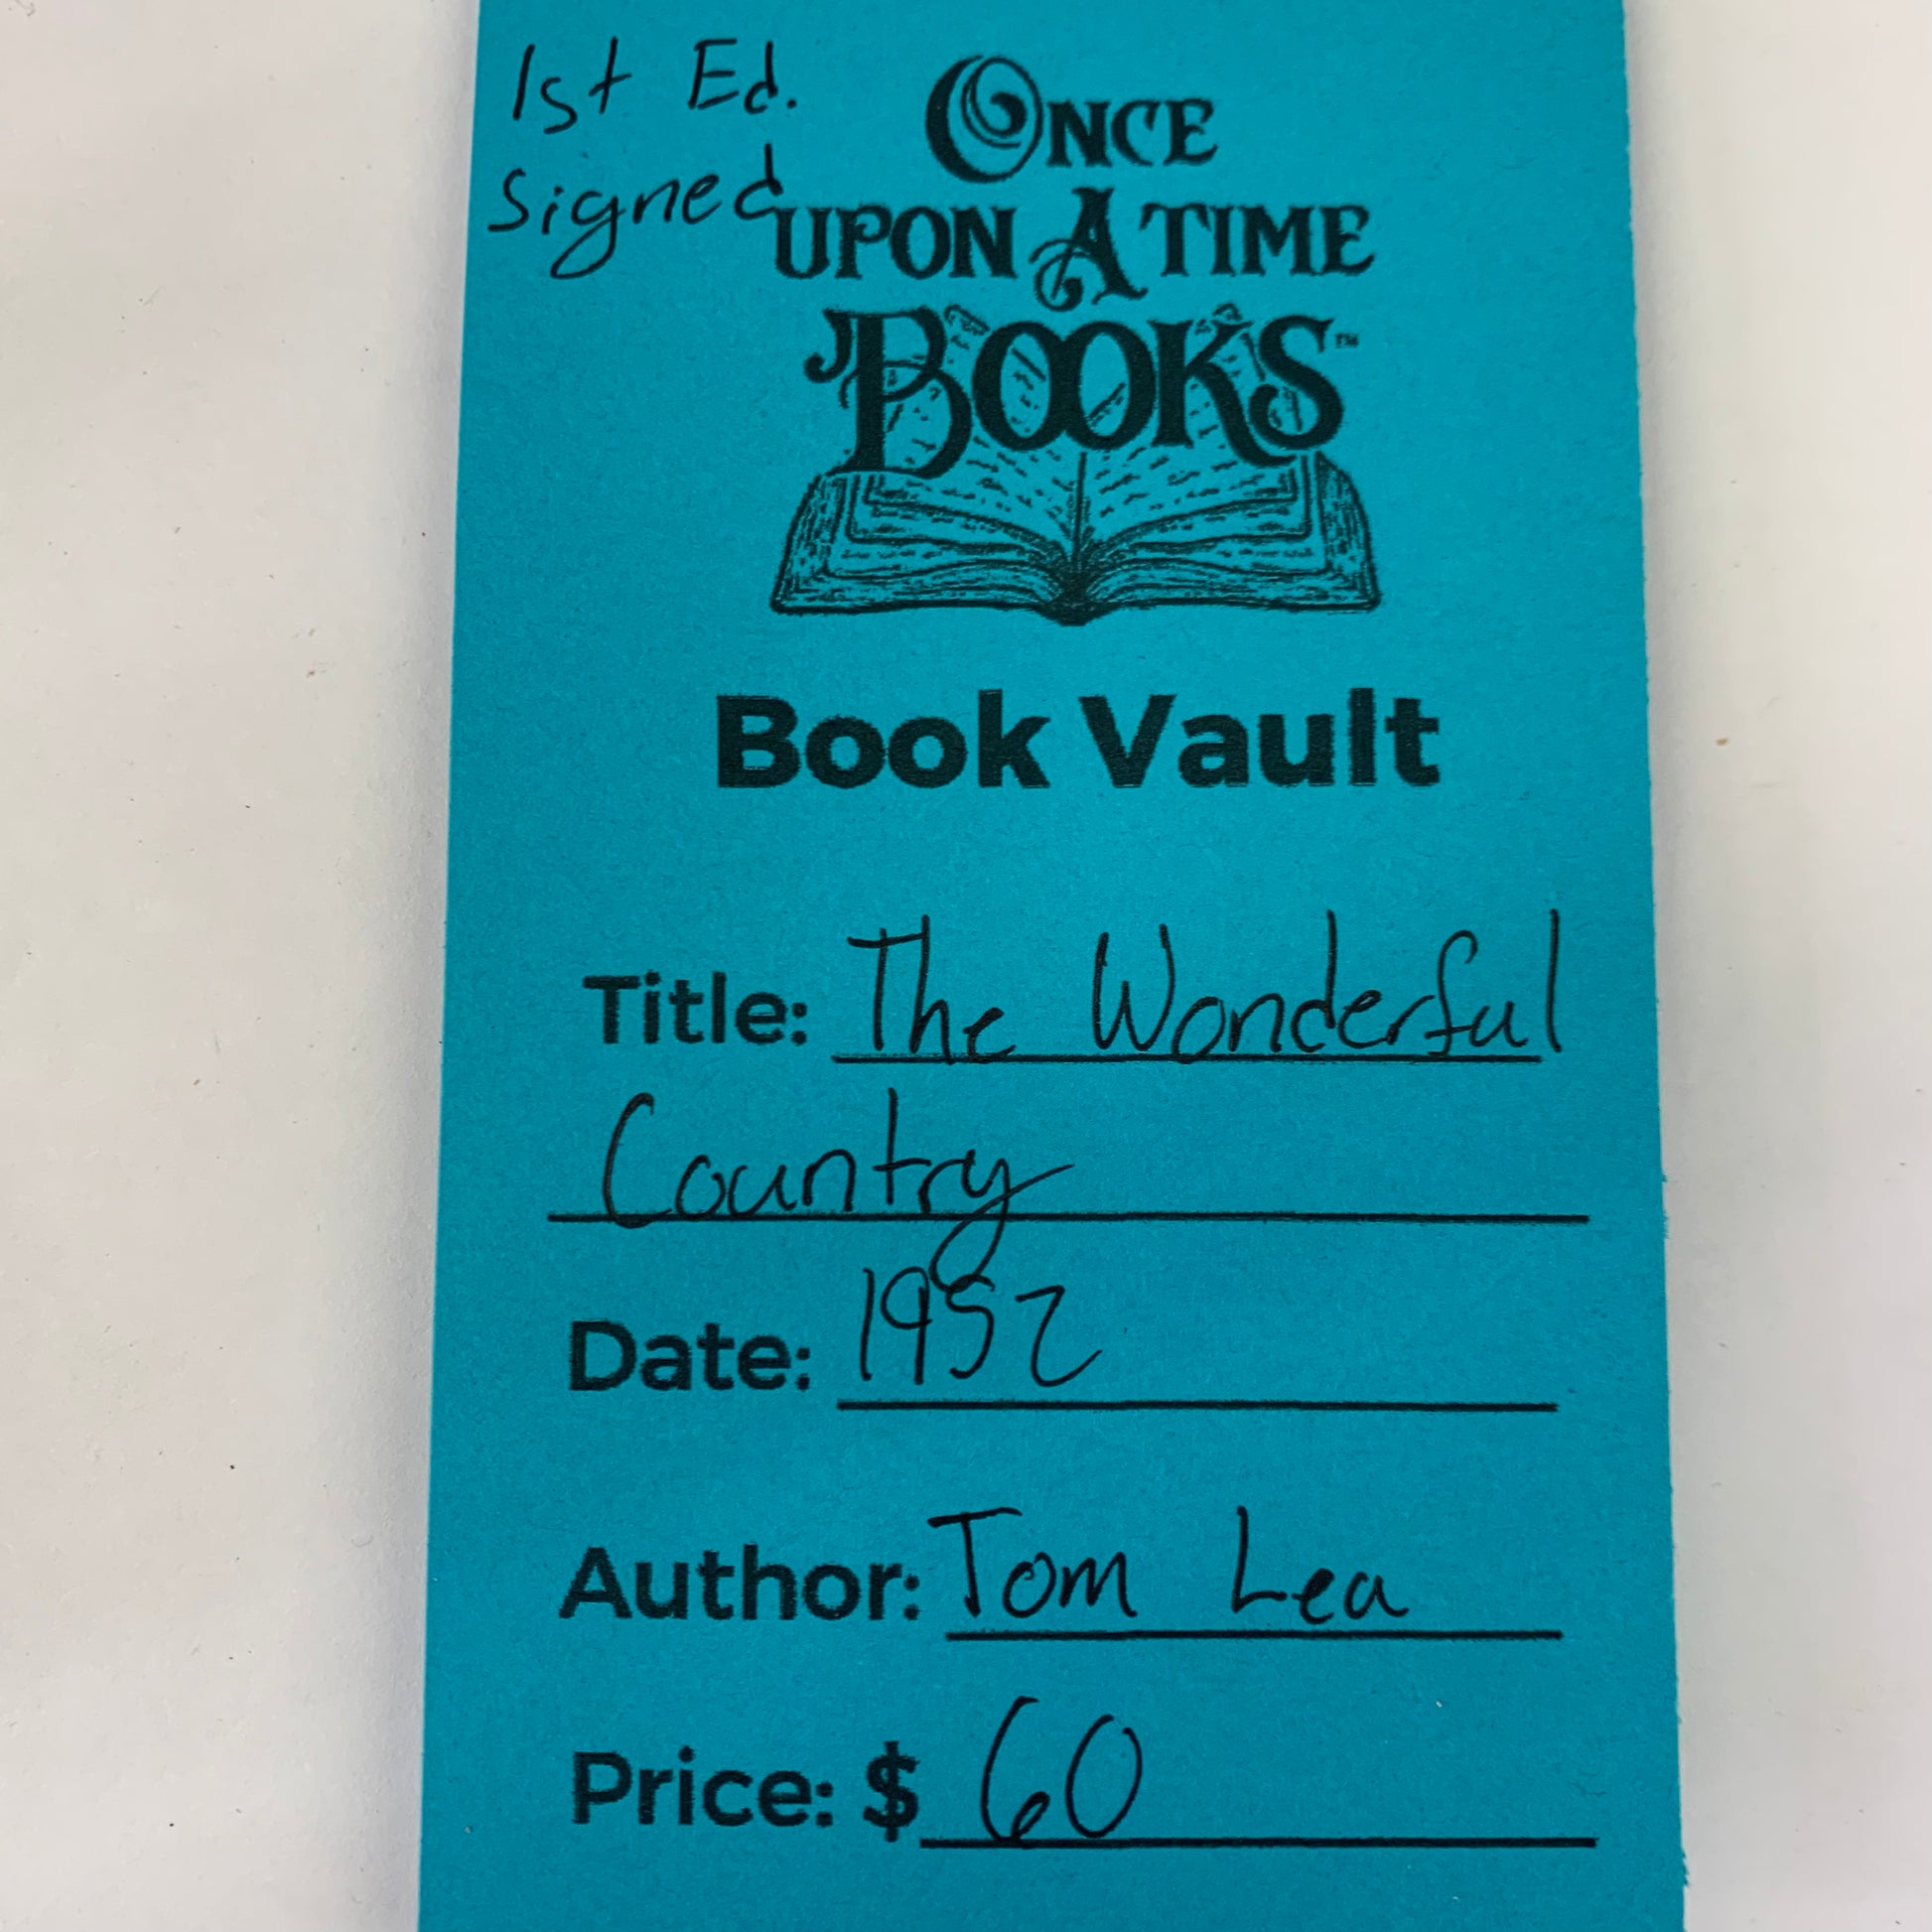 1st Ed.
Signed
ONCE
UPON A TIME
BOOKS™
Book Vault
Title: The Wonderful
Country
Date: 1952
Author: Tom Lea
Price: $ 60